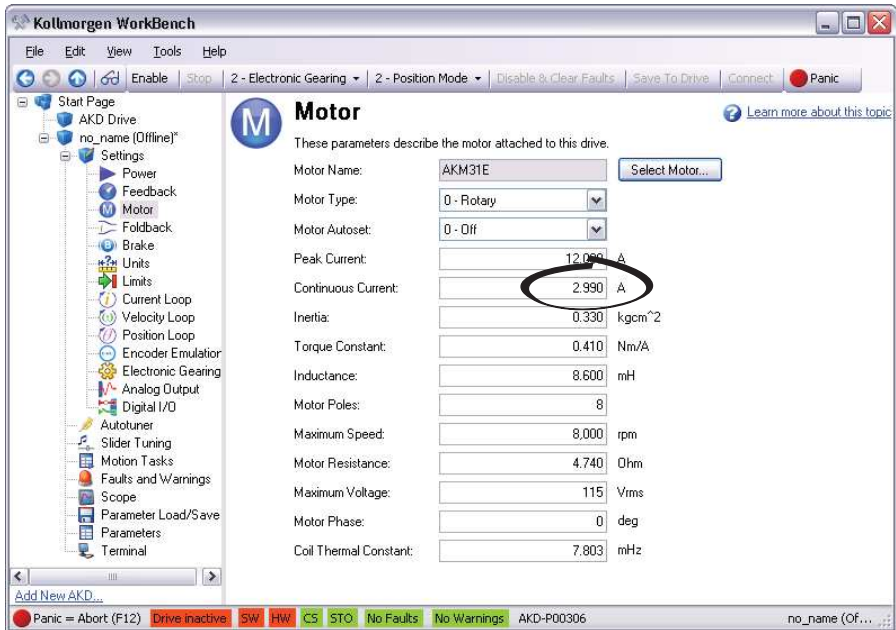 Kollmorgen WorkBench
File Edit View Tools Help
Enable Stop 2 - Electronic Gearing 2 - Position Mode Disable & Clear Faults Save To Drive Connect Panic
Start Page
AKD Drive
no_name (Offline)*
Settings
Power
Feedback
Motor
Foldback
Brake
Units
Limits
Current Loop
Velocity Loop
Position Loop
Encoder Emulation
Electronic Gearing
Analog Output
Digital I/O
Autotuner
Slider Tuning
Motion Tasks
Faults and Warnings
Scope
Parameter Load/Save
Parameters
Terminal
Add New AKD...
M Motor
Learn more about this topic
These parameters describe the motor attached to this drive.
Motor Name: AKM31E Select Motor...
Motor Type: 0 - Rotary
Motor Autoset: 0 - Off
Peak Current: A
Continuous Current: 2.990 A
Inertia: 0.330 kgcm^2
Torque Constant: 0.410 Nm/A
Inductance: 8.600 mH
Motor Poles: 8
Maximum Speed: 8,000 rpm
Motor Resistance: 4.740 Ohm
Maximum Voltage: 115 Vrms
Motor Phase: 0 deg
Coil Thermal Constant: 7.803 mHz
Panic = Abort (F12) Drive inactive SW HW CS STO No Faults No Warnings AKD-P00306 no_name (Of...